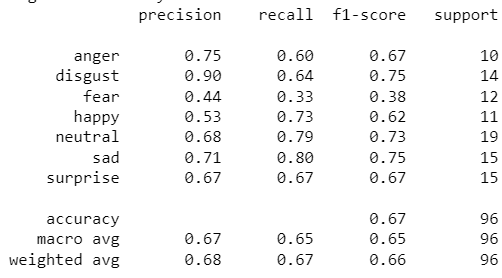 precision recall f1-score support
anger 0.75 0.60 0.67 10
disgust 0.90 0.64 0.75 14
fear 0.44 0.33 0.38 12
happy 0.53 0.73 0.62 11
neutral 0.68 0.79 0.73 19
sad 0.71 0.80 0.75 15
surprise 0.67 0.67 0.67 15
accuracy 0.67 96
macro avg 0.67 0.65 0.65 96
weighted avg 0.68 0.67 0.66 96